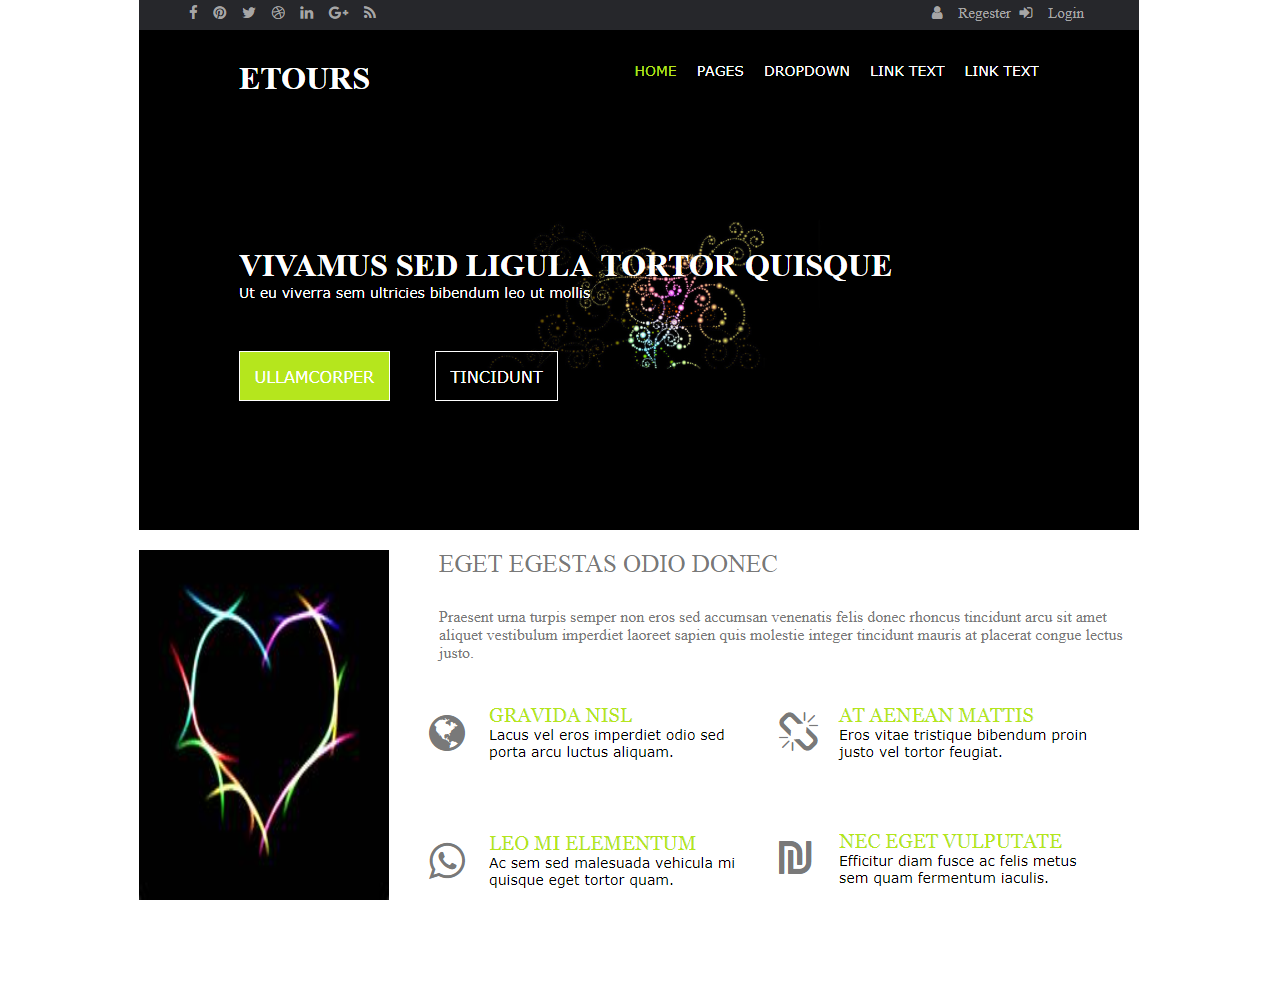 Regester Login
ETOURS
HOME PAGES DROPDOWN LINK TEXT LINK TEXT
VIVAMUS SED LIGULA TORTOR QUISQUE
Ut eu viverra sem ultricies bibendum leo ut mollis
ULLAMCORPER TINCIDUNT
EGET EGESTAS ODIO DONEC
Praesent urna turpis semper non eros sed accumsan venenatis felis donec rhoncus tincidunt arcu sit amet
aliquet vestibulum imperdiet laoreet sapien quis molestie integer tincidunt mauris at placerat congue lectus
justo.
GRAVIDA NISL
Lacus vel eros imperdiet odio sed
porta arcu luctus aliquam.
AT AENEAN MATTIS
Eros vitae tristique bibendum proin
justo vel tortor feugiat.
LEO MI ELEMENTUM
Ac sem sed malesuada vehicula mi
quisque eget tortor quam.
NEC EGET VULPUTATE
Efficitur diam fusce ac felis metus
sem quam fermentum iaculis.